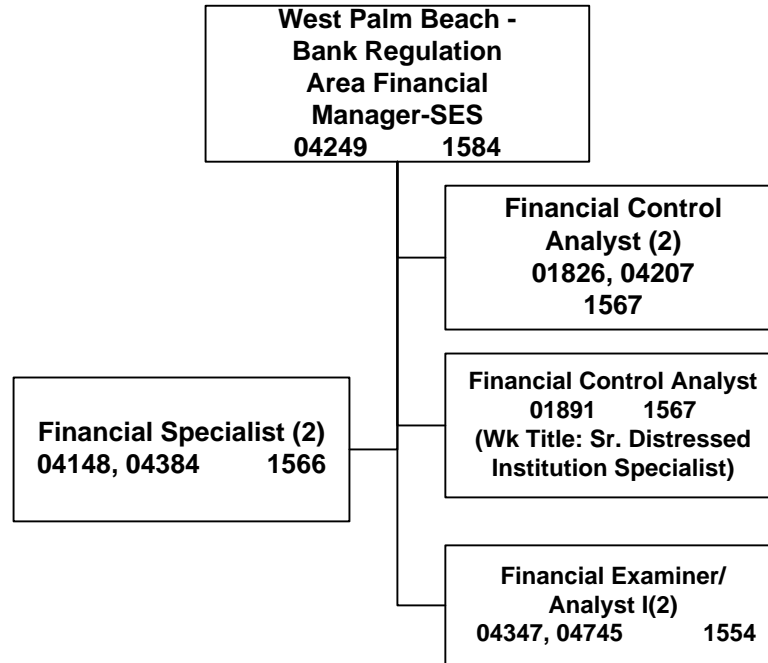 West Palm Beach -
Bank Regulation
Area Financial
Manager-SES
04249 1584
Financial Control
Analyst (2)
01826, 04207
1567
Financial Control Analyst
01891 1567
(Wk Title: Sr. Distressed
Institution Specialist)
Financial Specialist (2)
04148, 04384 1566
Financial Examiner/
Analyst I(2)
04347, 04745 1554